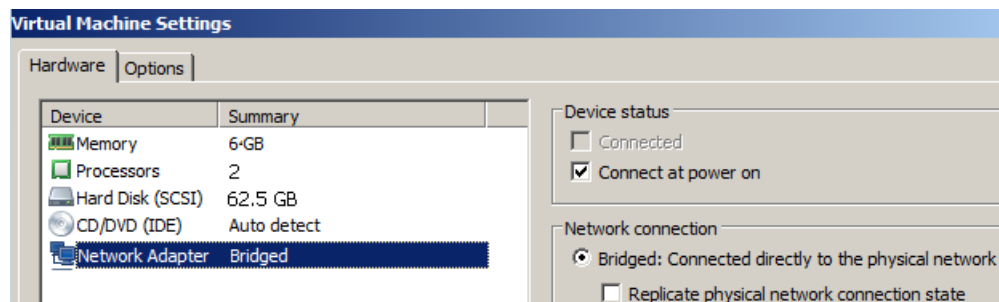 Virtual Machine Settings
Hardware Options
Device Summary
Memory 6 GB
Processors 2
Hard Disk (SCSI) 62.5 GB
CD/DVD (IDE) Auto detect
Network Adapter Bridged
Device status
Connected
Connect at power on
Network connection
Bridged: Connected directly to the physical network
Replicate physical network connection state